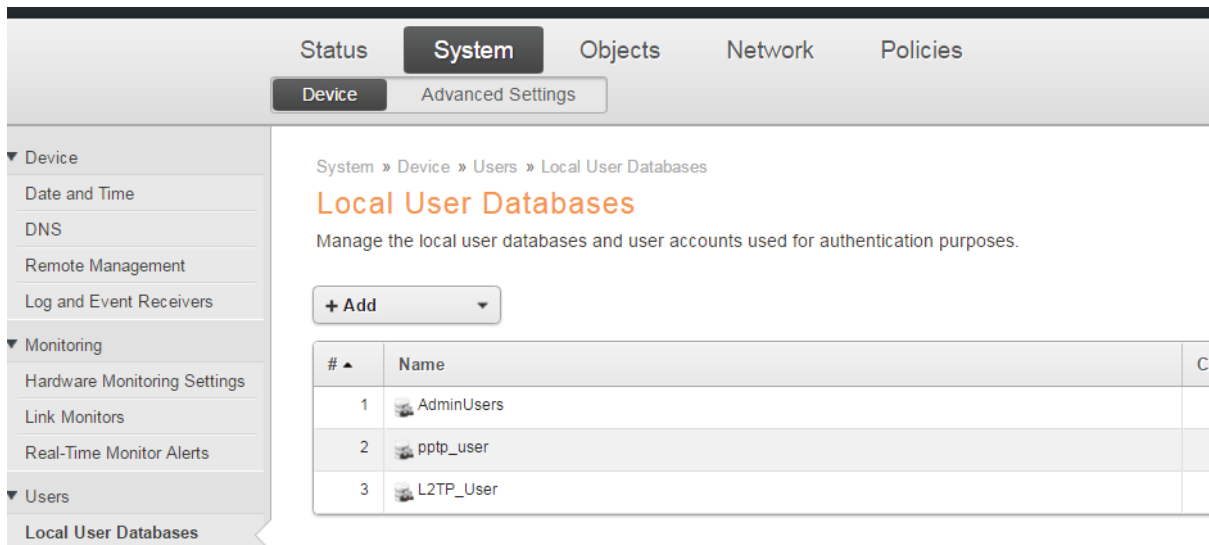 Status System Objects Network Policies
Device Advanced Settings
Device
Date and Time
DNS
Remote Management
Log and Event Receivers
Monitoring
Hardware Monitoring Settings
Link Monitors
Real-Time Monitor Alerts
Users
Local User Databases
System » Device » Users » Local User Databases
Local User Databases
Manage the local user databases and user accounts used for authentication purposes.
+ Add
# Name C
1 AdminUsers
2 pptp_user
3 L2TP_User